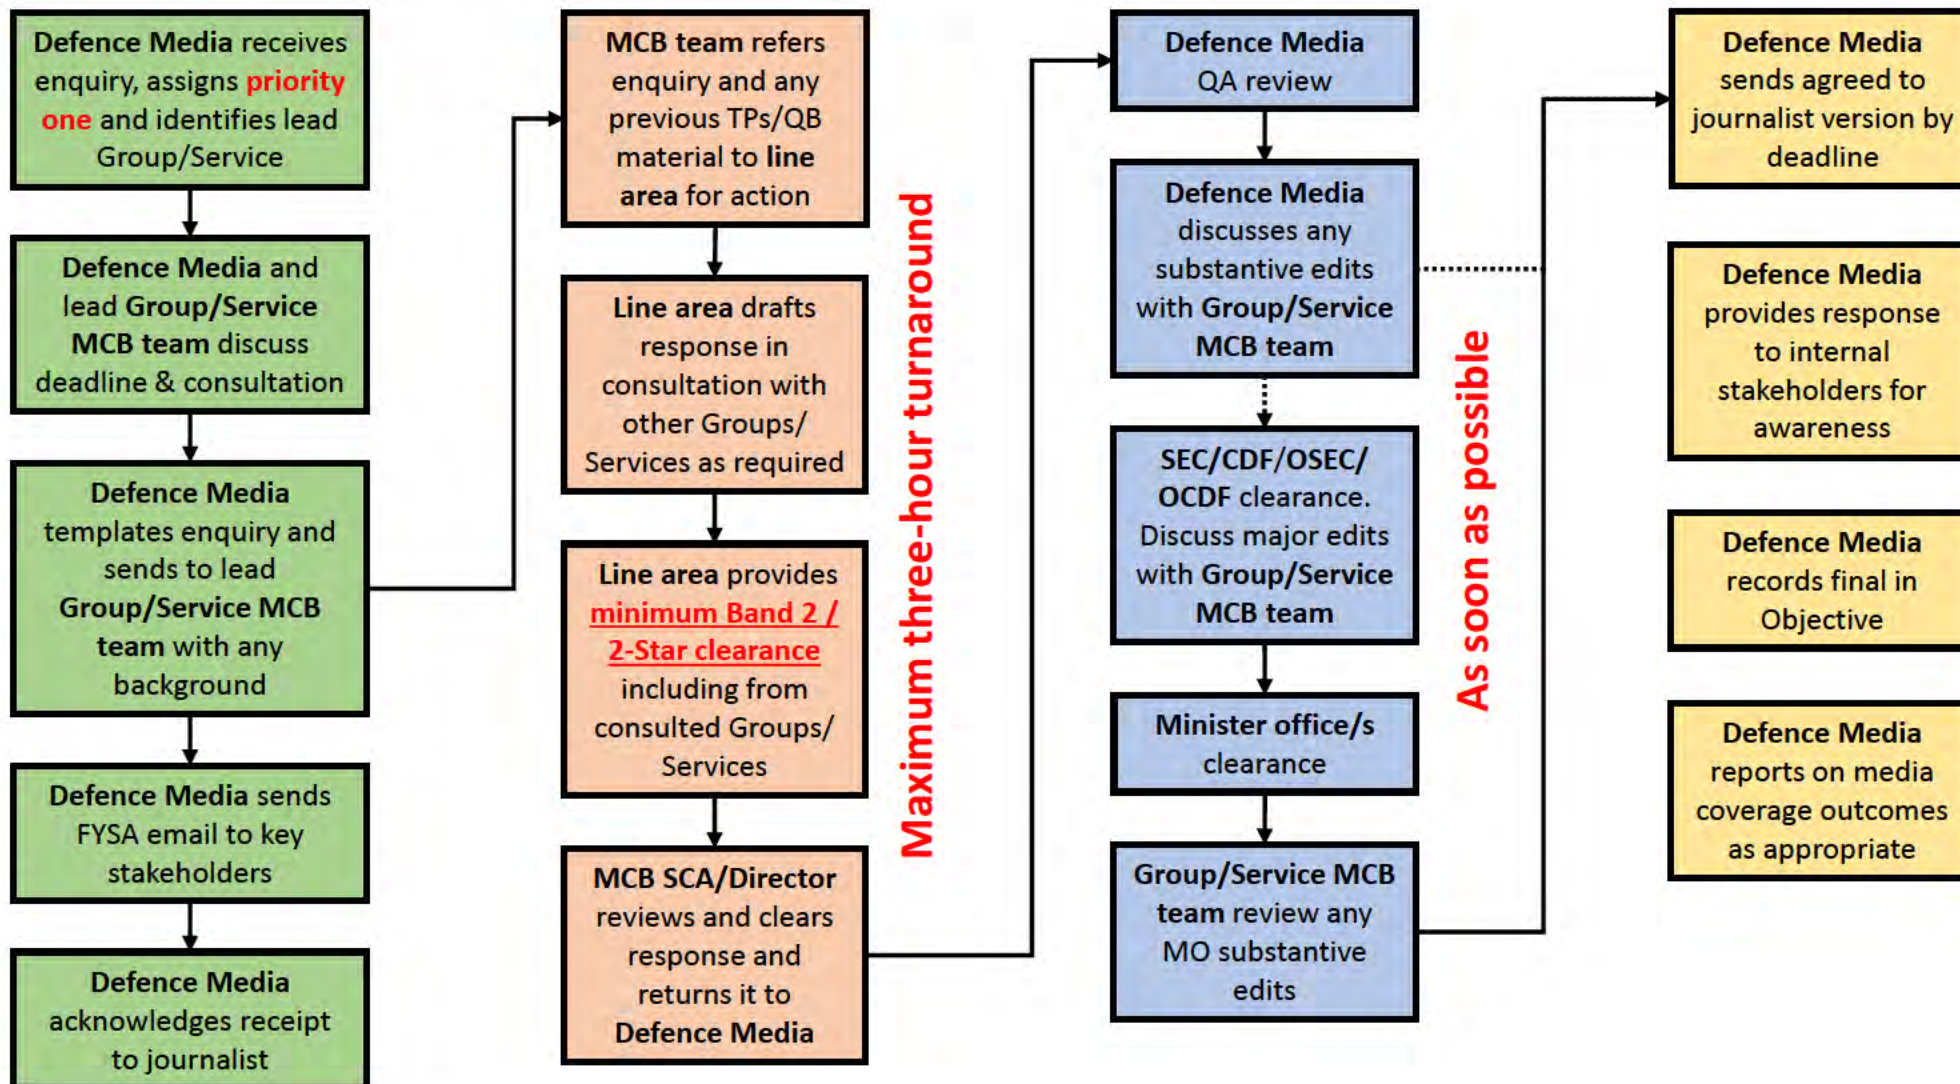 Defence Media receives
enquiry, assigns priority
one and identifies lead
Group/Service
Defence Media and
lead Group/Service
MCB team discuss
deadline & consultation
Defence Media
templates enquiry and
sends to lead
Group/Service MCB
team with any
background
Defence Media sends
FYSA email to key
stakeholders
Defence Media
acknowledges receipt
to journalist
MCB team refers
enquiry and any
previous TPs/QB
material to line
area for action
Line area drafts
response in
consultation with
other Groups/
Services as required
Line area provides
minimum Band 2 /
2-Star clearance
including from
consulted Groups/
Services
MCB SCA/Director
reviews and clears
response and
returns it to
Defence Media
Maximum three-hour turnaround
Defence Media
QA review
Defence Media
discusses any
substantive edits
with Group/Service
MCB team
SEC/CDF/OSEC/
OCDF clearance.
Discuss major edits
with Group/Service
MCB team
Minister office/s
clearance
Group/Service MCB
team review any
MO substantive
edits
As soon as possible
Defence Media
sends agreed to
journalist version by
deadline
Defence Media
provides response
to internal
stakeholders for
awareness
Defence Media
records final in
Objective
Defence Media
reports on media
coverage outcomes
as appropriate